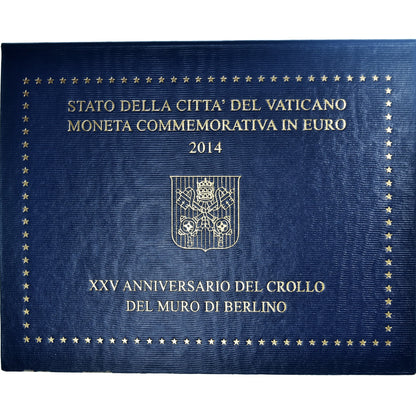 STATO DELLA CITTA' DEL VATICANO
MONETA COMMEMORATIVA IN EURO
2014
XXV ANNIVERSARIO DEL CROLLO
DEL MURO DI BERLINO